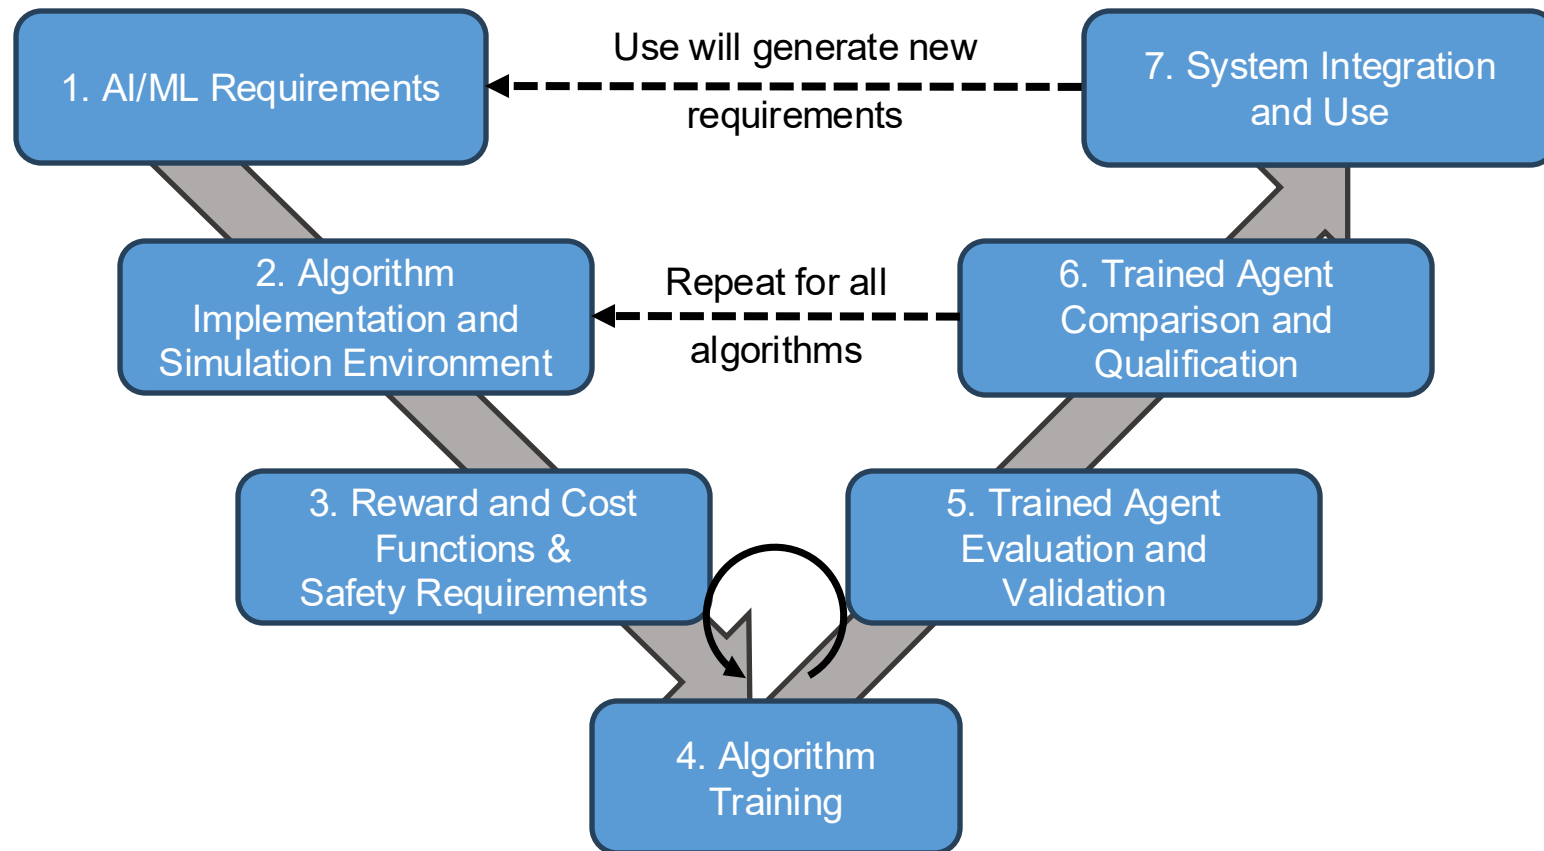 1. AI/ML Requirements
Use will generate new
requirements
7. System Integration
and Use
2. Algorithm
Implementation and
Simulation Environment
Repeat for all
algorithms
6. Trained Agent
Comparison and
Qualification
3. Reward and Cost
Functions &
Safety Requirements
5. Trained Agent
Evaluation and
Validation
4. Algorithm
Training